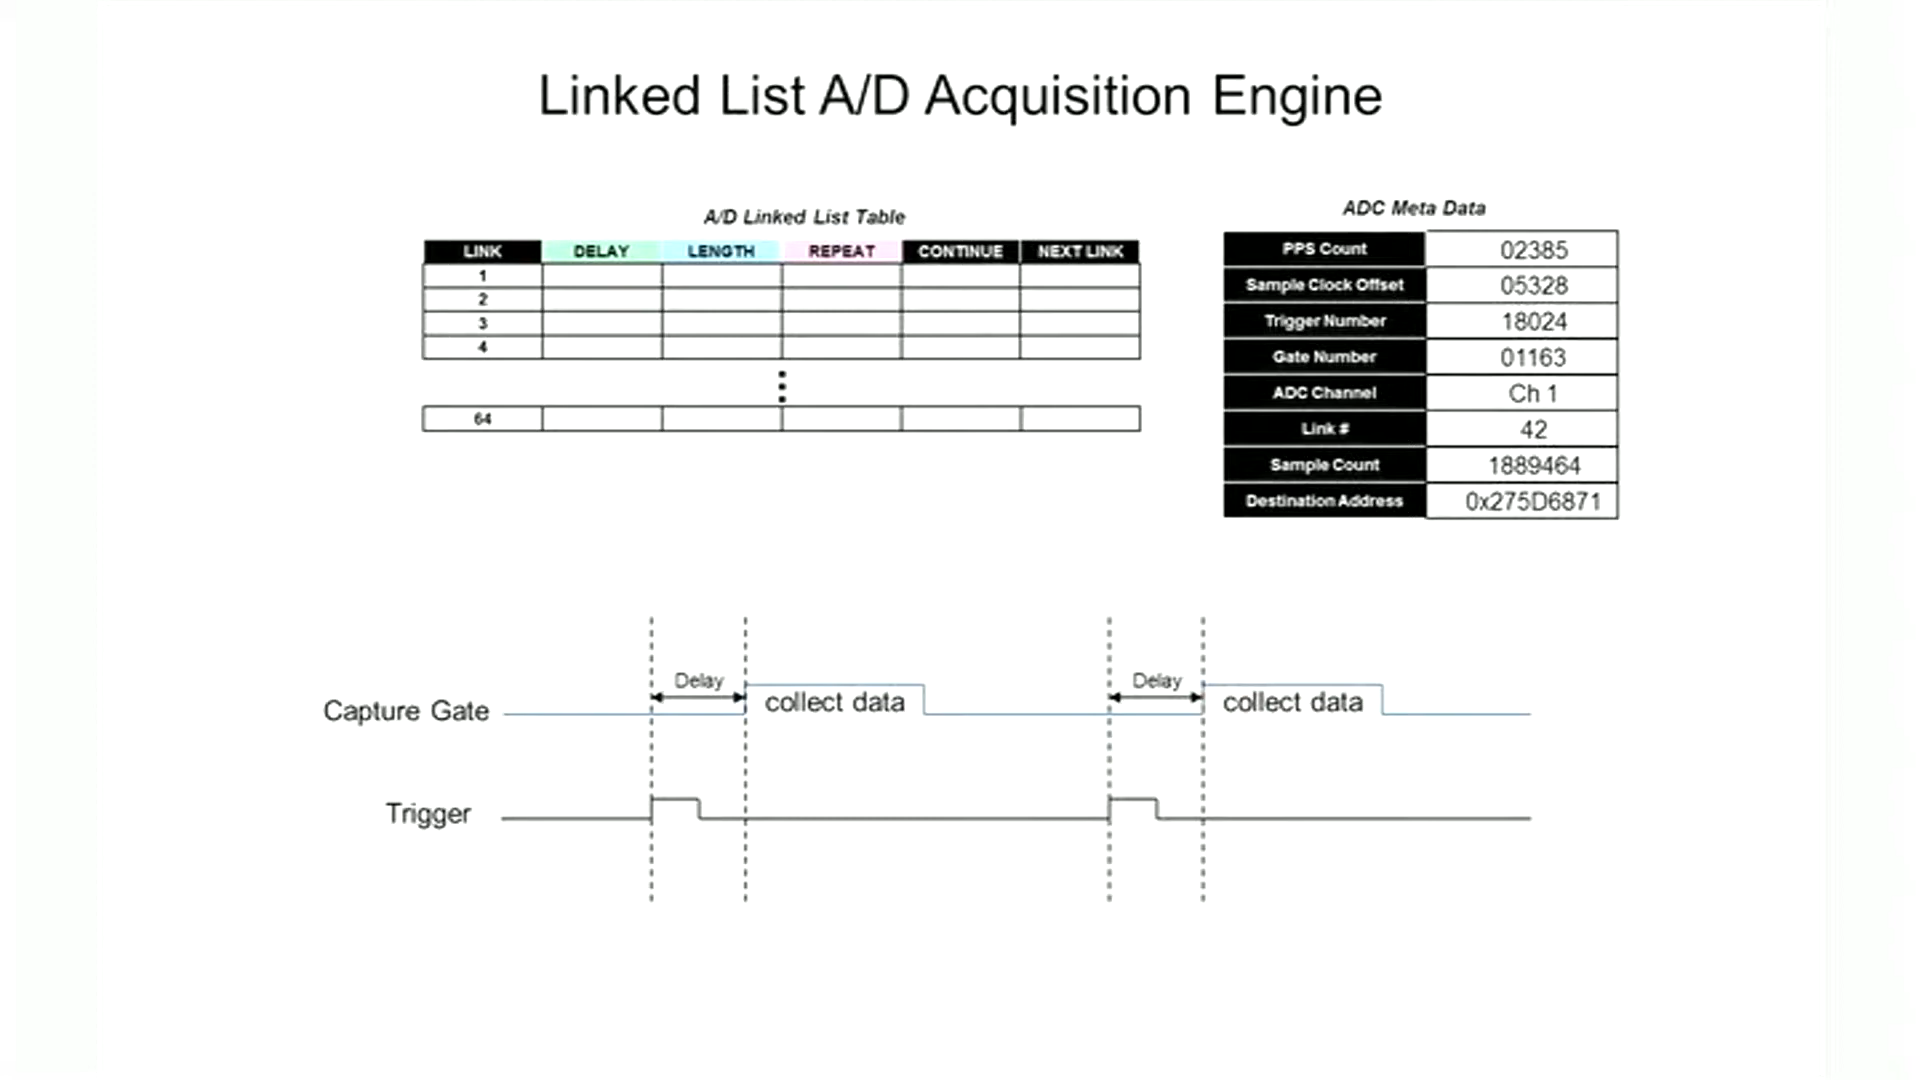 Linked List A/D Acquisition Engine
A/D Linked List Table
LINK DELAY LENGTH REPEAT CONTINUE NEXT LINK
1
2
3
4
64
ADC Meta Data
PPS Count 02385
Sample Clock Offset 05328
Trigger Number 18024
Gate Number 01163
ADC Channel Ch 1
Link # 42
Sample Count 1889464
Destination Address 0x275D6871
Delay Delay
Capture Gate collect data collect data
Trigger